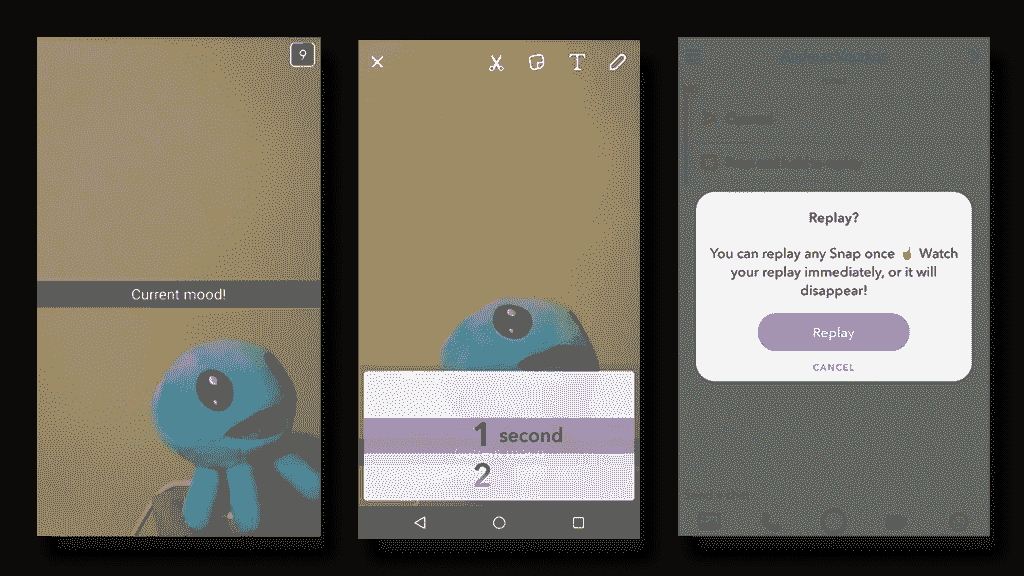 9
Current mood!
T
1 second
2
Replay?
You can replay any Snap once ☝ Watch
your replay immediately, or it will
disappear!
Replay
CANCEL